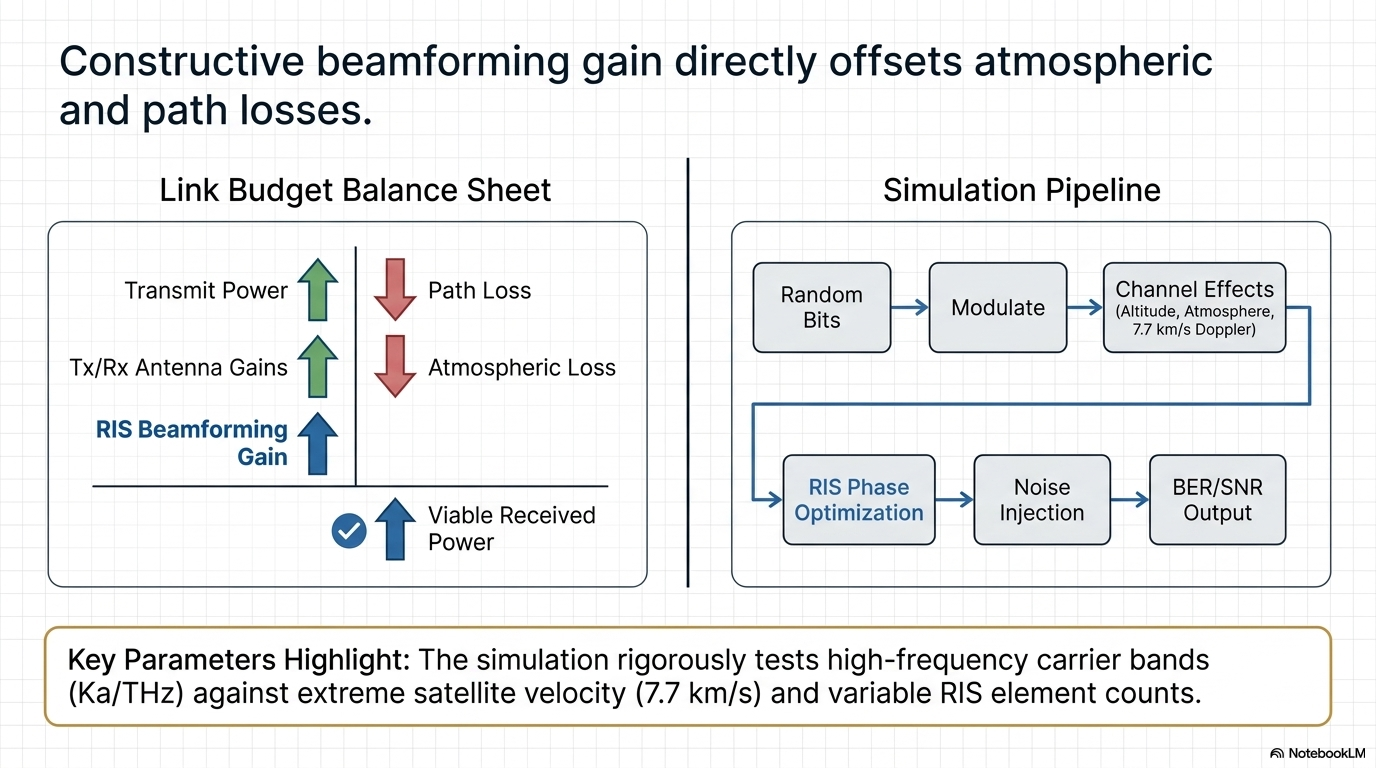 Constructive beamforming gain directly offsets atmospheric
and path losses.
Link Budget Balance Sheet
Transmit Power
Path Loss
Tx/Rx Antenna Gains
Atmospheric Loss
RIS Beamforming
Gain
Viable Received
Power
Simulation Pipeline
Random
Bits
Modulate
Channel Effects
(Altitude, Atmosphere,
7.7 km/s Doppler)
RIS Phase
Optimization
Noise
Injection
BER/SNR
Output
Key Parameters Highlight: The simulation rigorously tests high-frequency carrier bands
(Ka/THz) against extreme satellite velocity (7.7 km/s) and variable RIS element counts.
NotebookLM